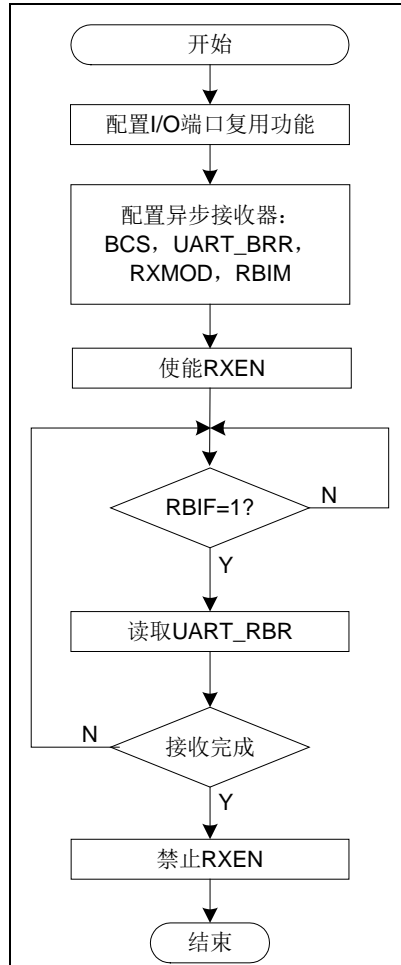 开始
配置I/O端口复用功能
配置异步接收器：
BCS，UART_BRR，
RXMOD，RBIM
使能RXEN
RBIF=1?
N
Y
读取UART_RBR
N
接收完成
Y
禁止RXEN
结束